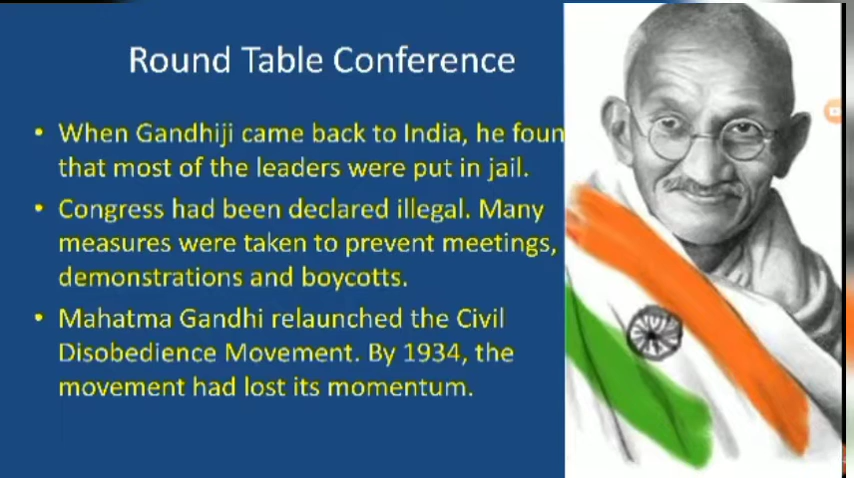 Round Table Conference
• When Gandhiji came back to India, he foun
that most of the leaders were put in jail.
• Congress had been declared illegal. Many
measures were taken to prevent meetings,
demonstrations and boycotts.
• Mahatma Gandhi relaunched the Civil
Disobedience Movement. By 1934, the
movement had lost its momentum.